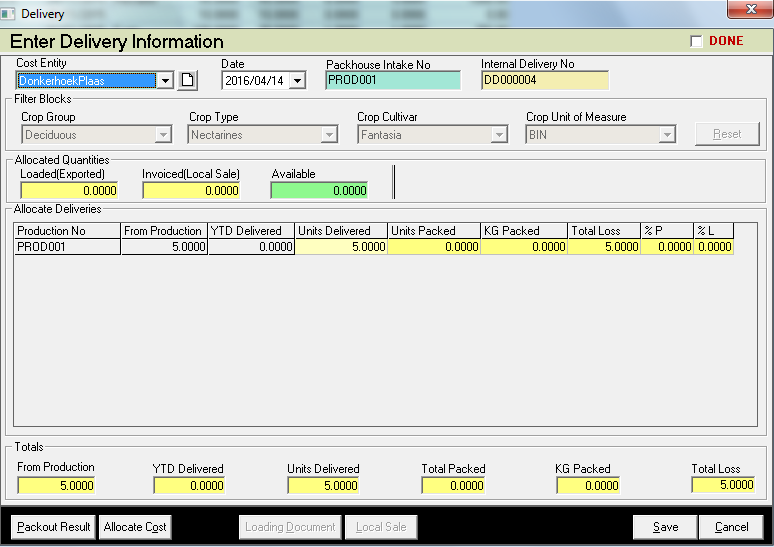 Delivery
Enter Delivery Information
DONE
Cost Entity Date Packhouse Intake No Internal Delivery No
DonkerhoekPlaas 2016/04/14 PROD001 DD000004
Filter Blocks
Crop Group Crop Type Crop Cultivar Crop Unit of Measure
Deciduous Nectarines Fantasia BIN Reset
Allocated Quantities
Loaded(Exported) Invoiced(Local Sale) Available
0.0000 0.0000 0.0000
Allocate Deliveries
Production No From Production YTD Delivered Units Delivered Units Packed KG Packed Total Loss % P % L
PROD001 5.0000 0.0000 5.0000 0.0000 0.0000 5.0000 0.0000 0.0000
Totals
From Production YTD Delivered Units Delivered Total Packed KG Packed Total Loss
5.0000 0.0000 5.0000 0.0000 0.0000 5.0000
Packout Result Allocate Cost Loading Document Local Sale Save Cancel